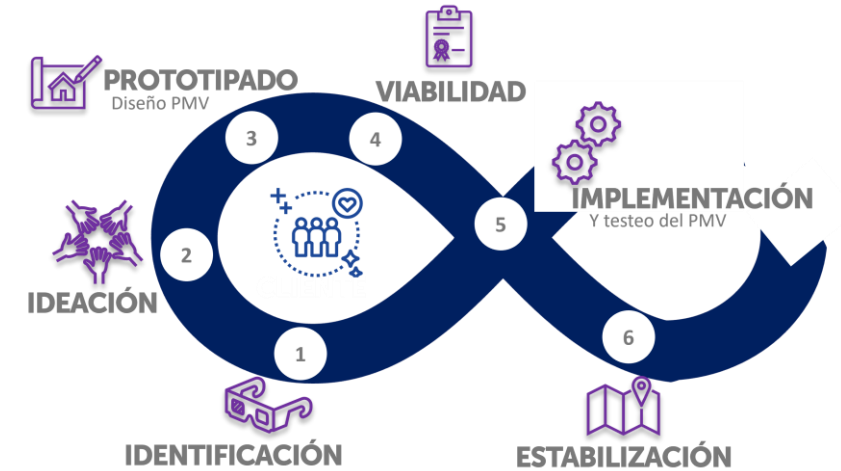 VIABILIDAD
PROTOTIPADO
Diseño PMV
3
4
IMPLEMENTACIÓN
Y testeo del PMV
5
2
IDEACIÓN
6
1
IDENTIFICACIÓN
ESTABILIZACIÓN